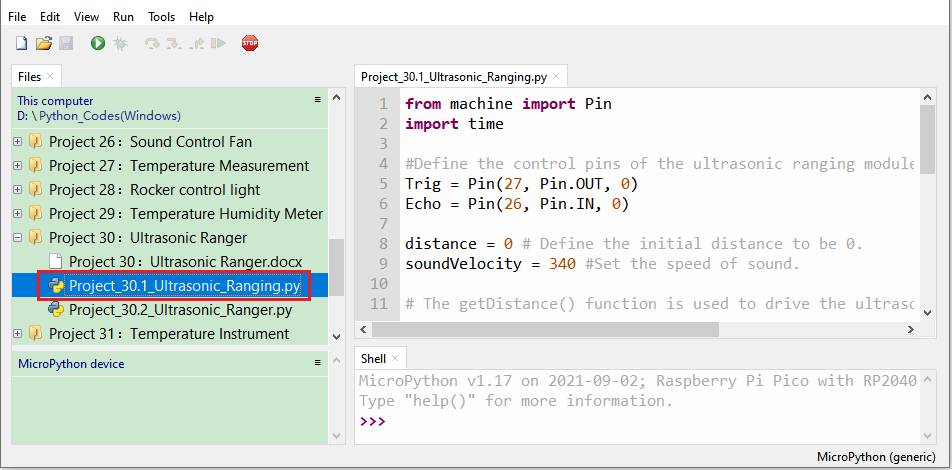 File Edit View Run Tools Help
STOP
Files
This computer
D: \ Python_Codes(Windows)
Project 26：Sound Control Fan
Project 27：Temperature Measurement
Project 28：Rocker control light
Project 29：Temperature Humidity Meter
Project 30：Ultrasonic Ranger
Project 30：Ultrasonic Ranger.docx
Project_30.1_Ultrasonic_Ranging.py
Project_30.2_Ultrasonic_Ranger.py
Project 31：Temperature Instrument
MicroPython device
Project_30.1_Ultrasonic_Ranging.py
1 from machine import Pin
2 import time
3
4 #Define the control pins of the ultrasonic ranging module
5 Trig = Pin(27, Pin.OUT, 0)
6 Echo = Pin(26, Pin.IN, 0)
7
8 distance = 0 # Define the initial distance to be 0.
9 soundVelocity = 340 #Set the speed of sound.
10
11 # The getDistance() function is used to drive the ultraso
Shell
MicroPython v1.17 on 2021-09-02; Raspberry Pi Pico with RP2040
Type "help()" for more information.
>>>
MicroPython (generic)